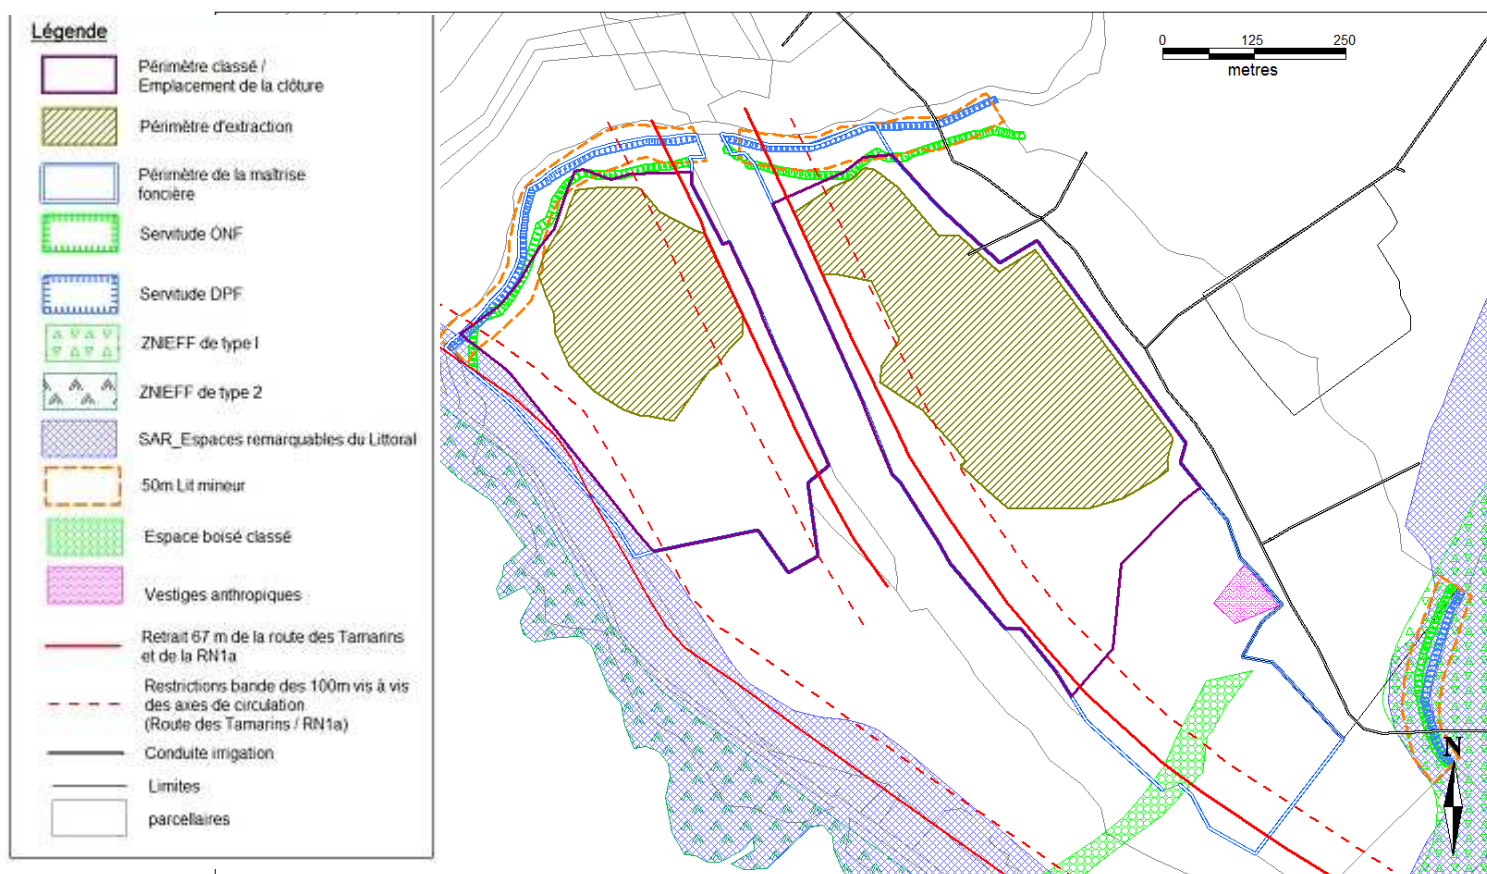 Légende
Périmètre classé /
Emplacement de la clôture
Périmètre d'extraction
Périmètre de la maîtrise
foncière
Servitude ONF
Servitude DPF
ZNIEFF de type I
ZNIEFF de type 2
SAR_Espaces remarquables du Littoral
50m Lit mineur
Espace boisé classé
Vestiges anthropiques
Retrait 67 m de la route des Tamarins
et de la RN1a
Restrictions bande des 100m vis à vis
des axes de circulation
(Route des Tamarins / RN1a)
Conduite irrigation
Limites
parcellaires
0 125 250
metres
N